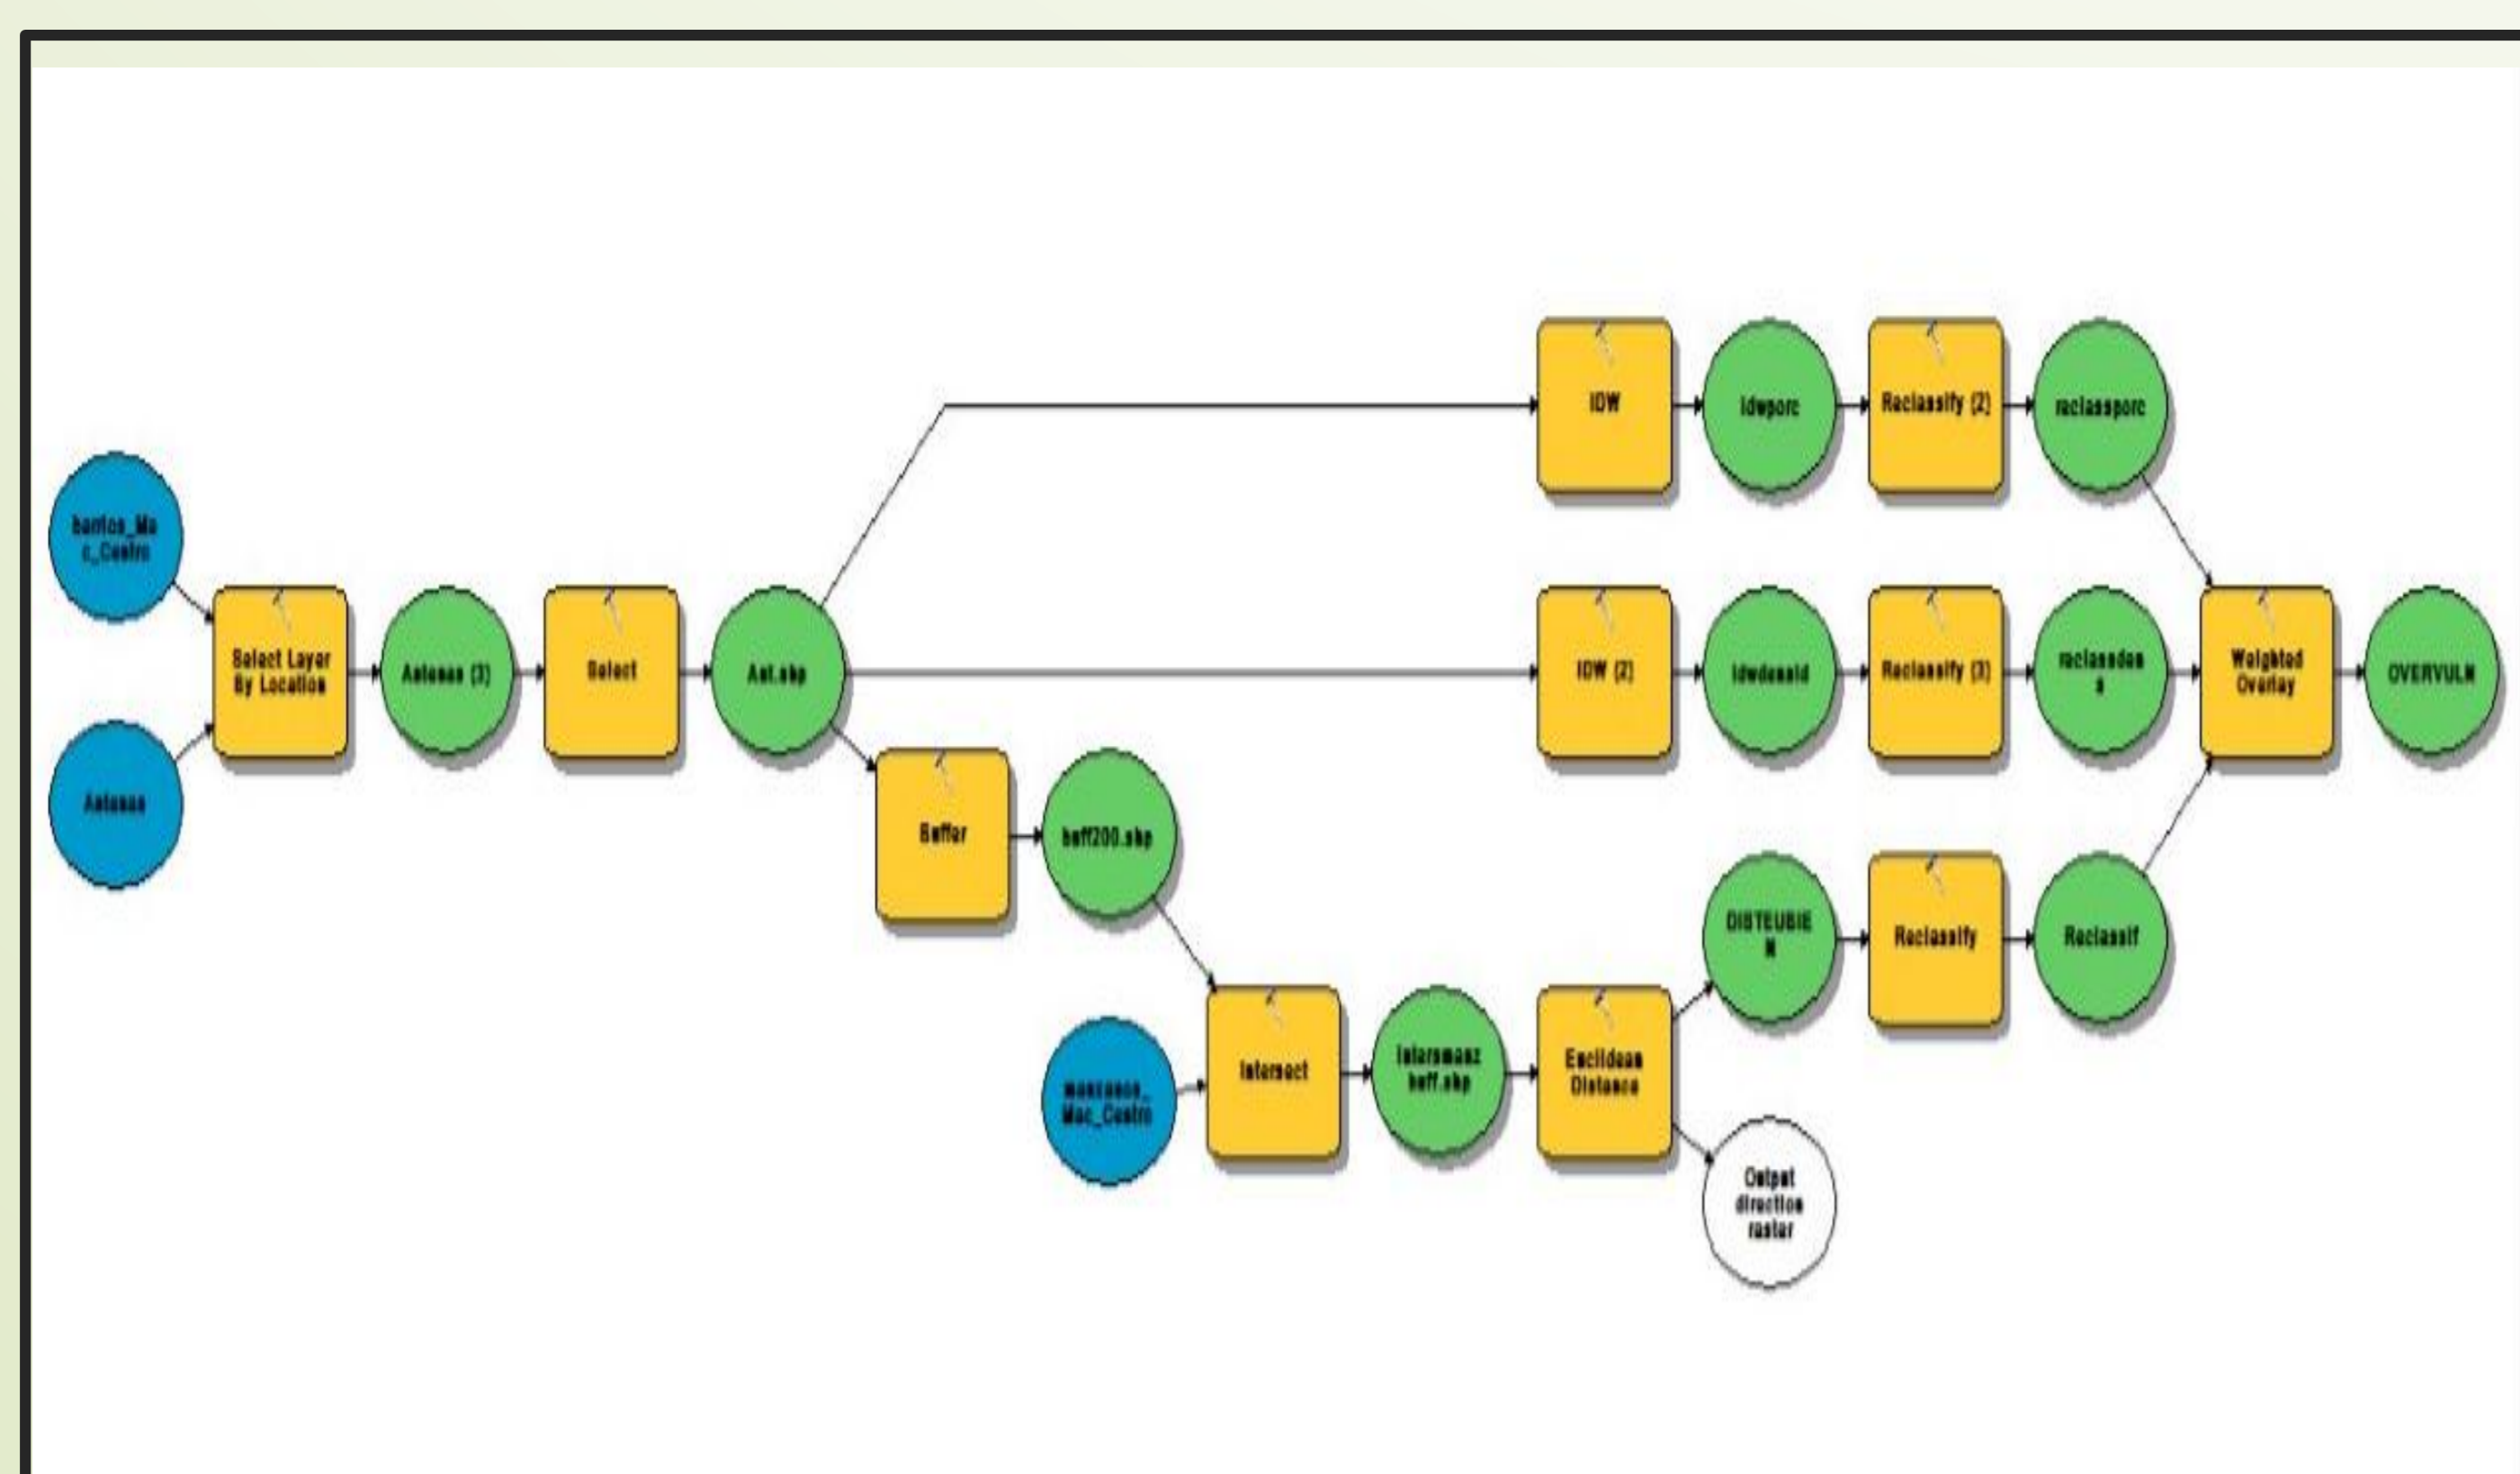 barrios_Ma
c_Centro
Select Layer
By Location
Antenas
Antenas (3)
Select
Ant.shp
Buffer
buff200.shp
manzanas_
Mac_Centro
Intersect
intersmanz
buff.shp
Euclidean
Distance
Output
direction
raster
IDW
idwporc
Reclassify (2)
reclassporc
IDW (2)
idwdensid
Reclassify (3)
reclassden
s
DISTEUBIE
N
Reclassify
Reclassif
Weighted
Overlay
OVERVULN